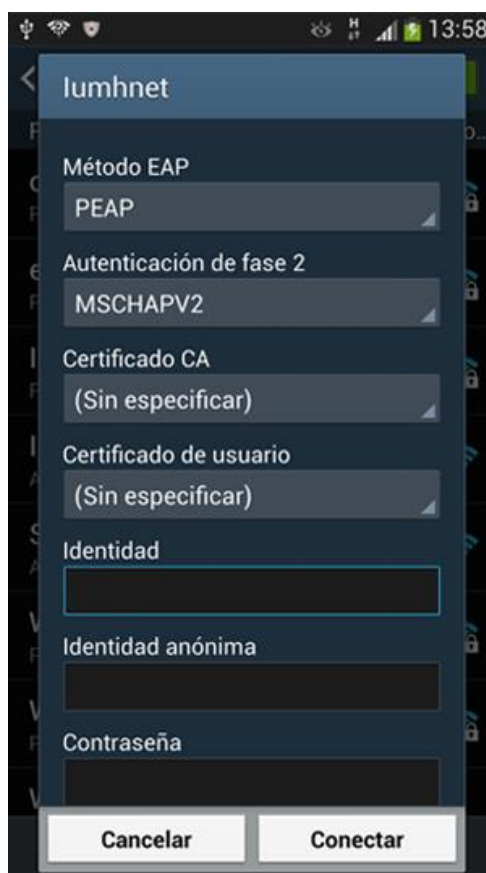 13:58
Iumhnet
Método EAP
PEAP
Autenticación de fase 2
MSCHAPV2
Certificado CA
(Sin especificar)
Certificado de usuario
(Sin especificar)
Identidad
Identidad anónima
Contraseña
Cancelar
Conectar